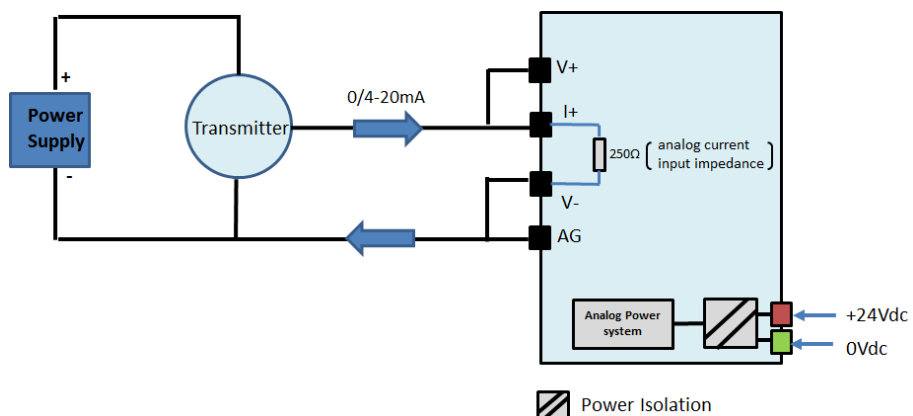 +
Power
Supply
-
Transmitter
0/4-20mA
V+
I+
250Ω
analog current
input impedance
V-
AG
Analog Power
system
+24Vdc
0Vdc
Power Isolation